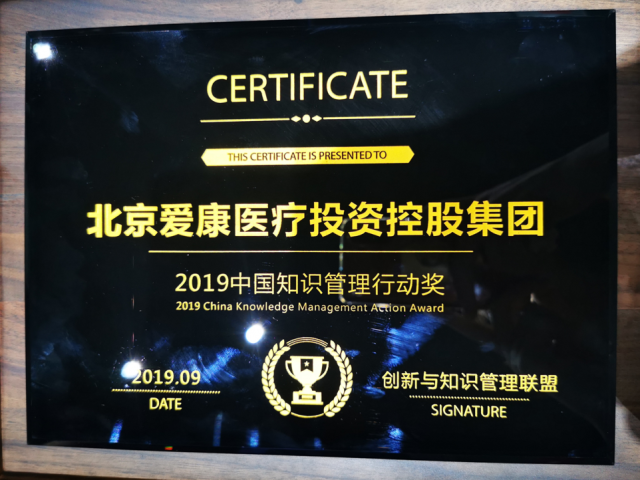 CERTIFICATE
THIS CERTIFICATE IS PRESENTED TO
北京爱康医疗投资控股集团
2019中国知识管理行动奖
2019 China Knowledge Management Action Award
2019.09
DATE
创新与知识管理联盟
SIGNATURE